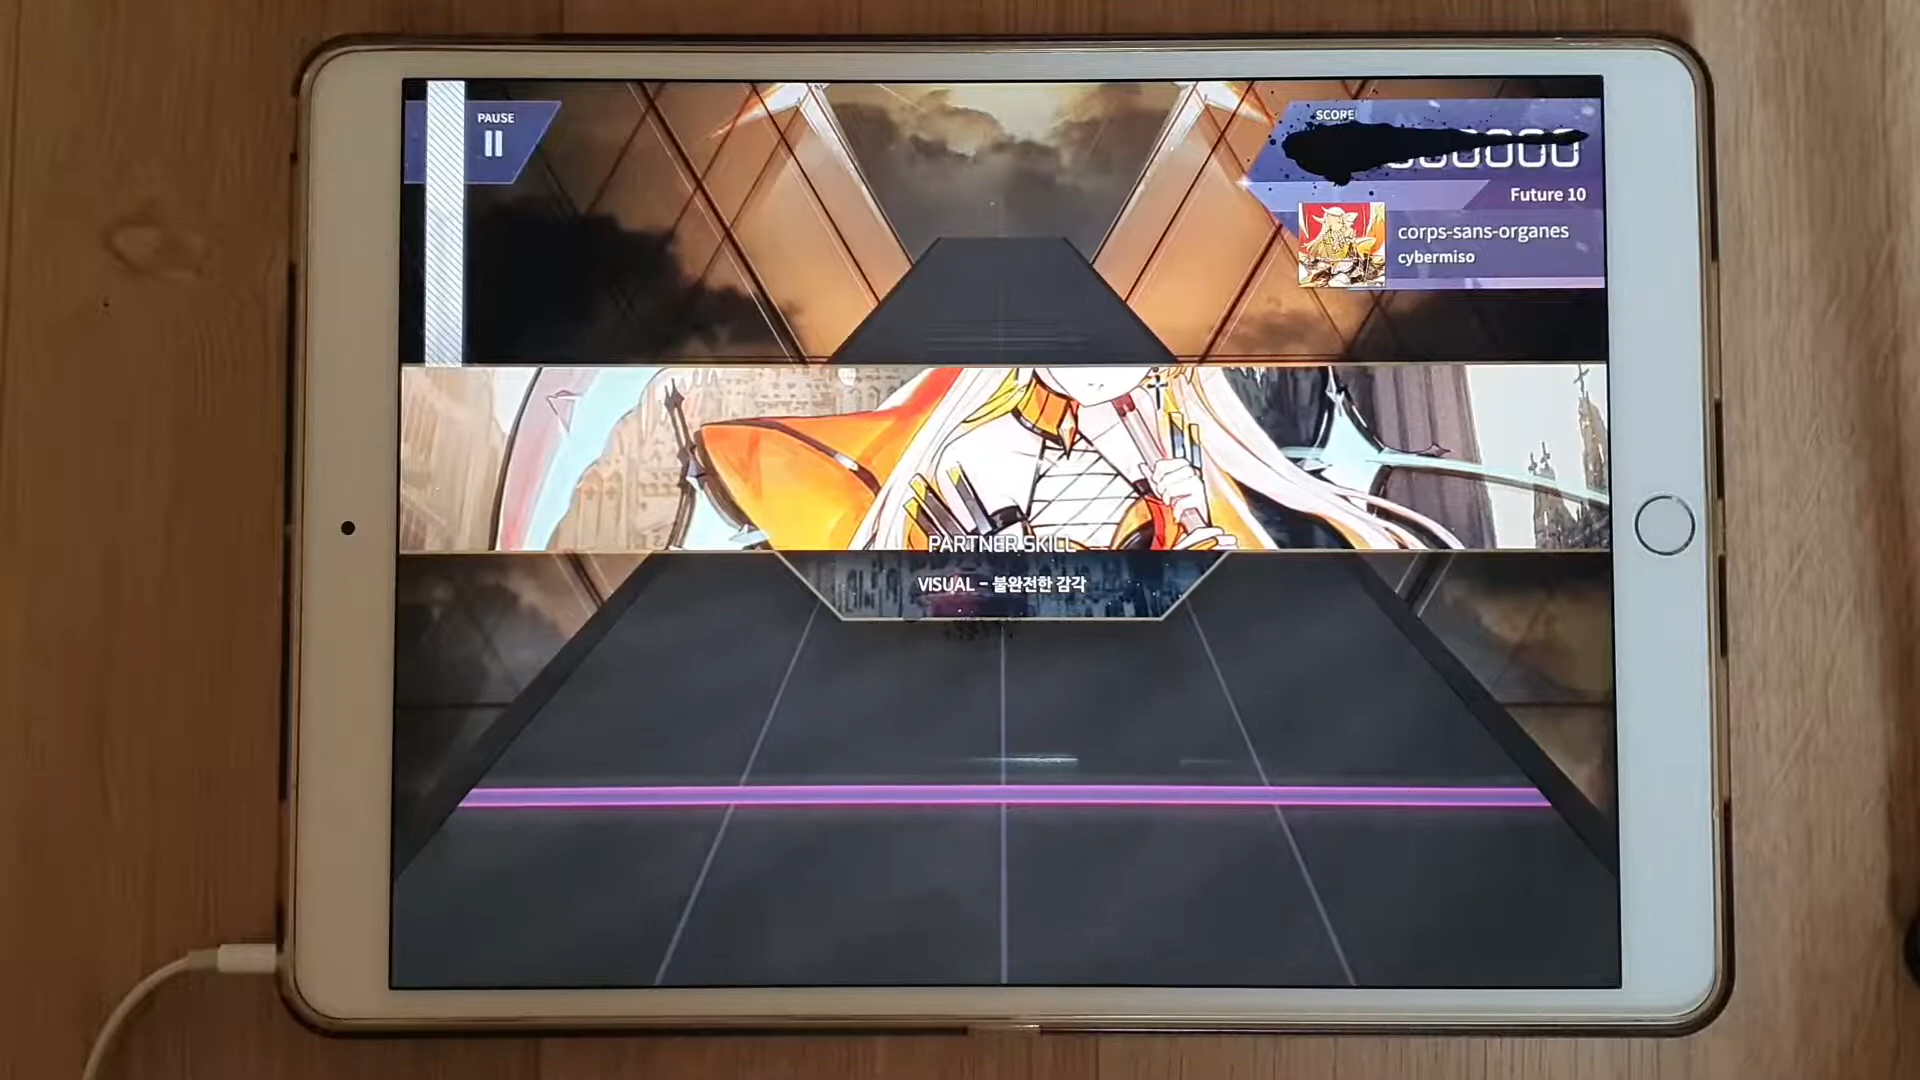 PAUSE
SCORE
Future 10
corps-sans-organes
cybermiso
PARTNER SKILL
VISUAL - 불완전한 감각